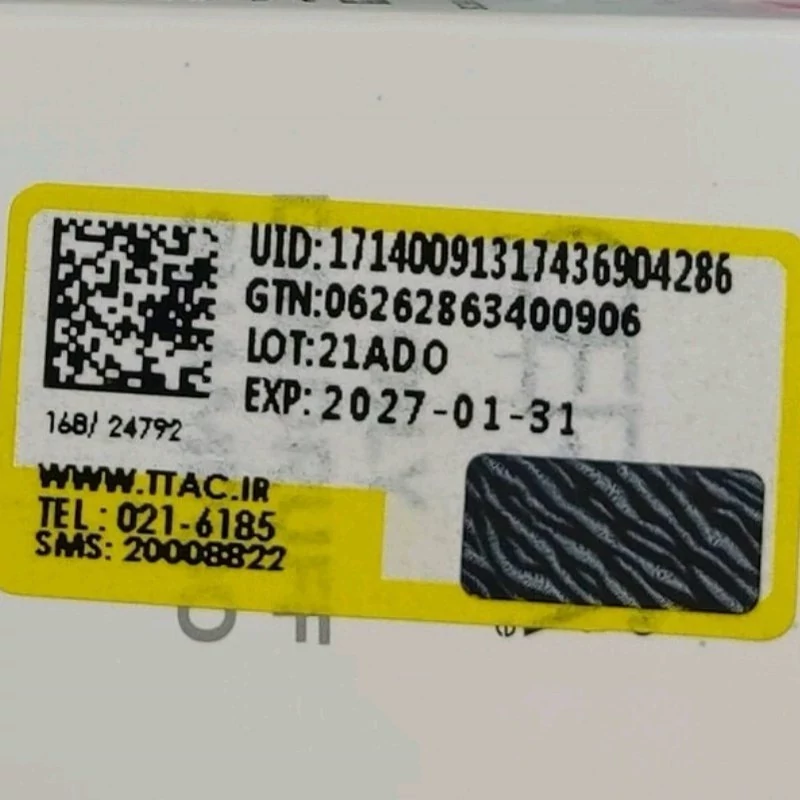 UID:17140091317436904286
GTN:06262863400906
LOT:21ADO
EXP: 2027-01-31
168/ 24792
WWW.TTAC.IR
TEL : 021-6185
SMS: 20008822